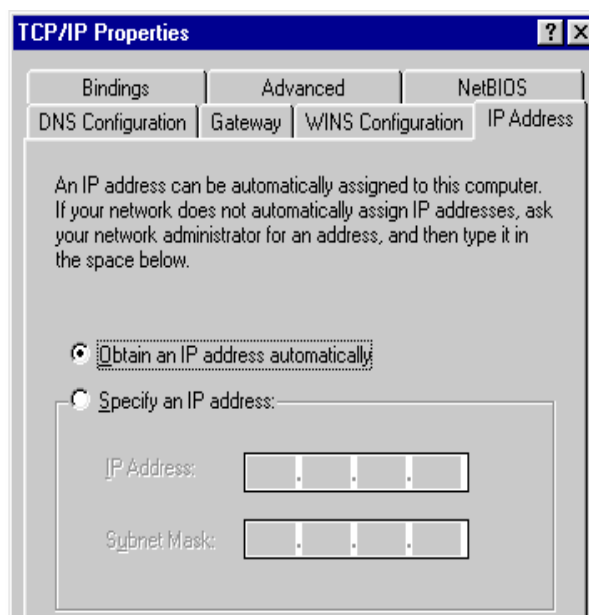 TCP/IP Properties
Bindings Advanced NetBIOS
DNS Configuration Gateway WINS Configuration IP Address
An IP address can be automatically assigned to this computer.
If your network does not automatically assign IP addresses, ask
your network administrator for an address, and then type it in
the space below.
Obtain an IP address automatically
Specify an IP address:
IP Address:
Subnet Mask: